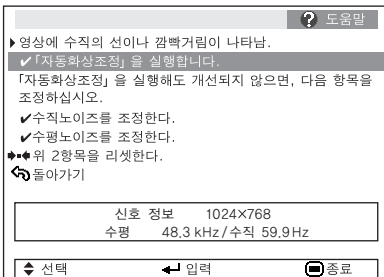 도움말
영상에 수직의 선이나 깜빡거림이 나타남.
✔「자동화상조정」을 실행합니다.
「자동화상조정」을 실행해도 개선되지 않으면, 다음 항목을
조정하십시오.
✔수직노이즈를 조정한다.
✔수평노이즈를 조정한다.
위 2항목을 리셋한다.
돌아가기
신호 정보 1024×768
수평 48.3 kHz / 수직 59.9Hz
선택 입력 종료